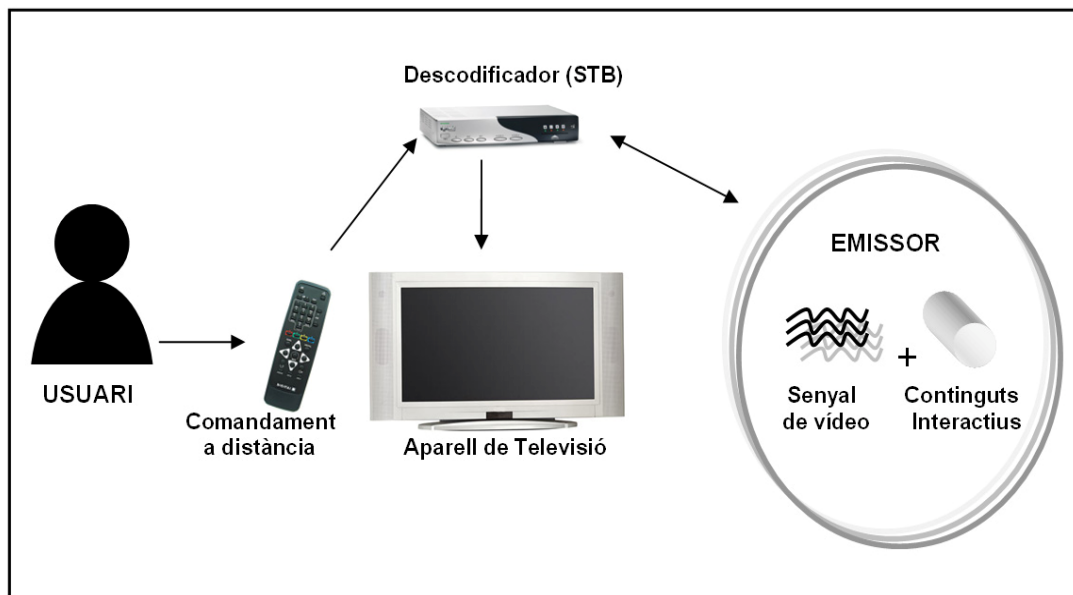 Descodificador (STB)
EMISSOR
USUARI
Comandament
a distància
Aparell de Televisió
Senyal
de vídeo
+
Continguts
Interactius